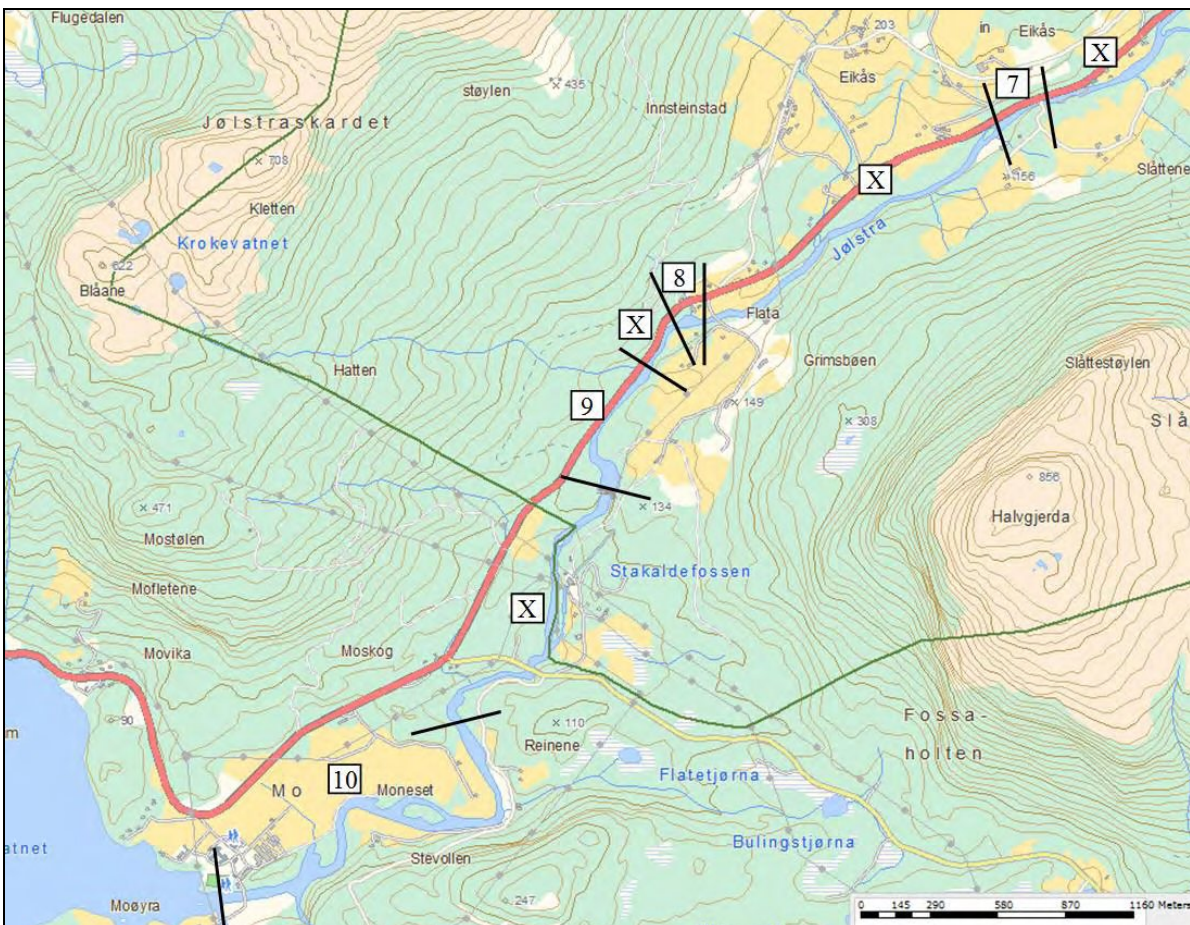 Flugedalen
203
in
Eikås
X
435
støylen
7
Eikås
Innsteinstad
Jølstraskardet
708
156
Slåttene
X
Kletten
Krokevatnet
Jølstra
622
Blåane
8
Flata
X
Hatten
Grimsbøen
Slåttestøylen
9
149
308
Slå
856
471
134
Halvgjerda
Mostølen
Mofletene
Stakaldefossen
X
Movika
Moskog
90
m
110
Reinene
Fossa-
holten
10
Mo
Moneset
Flatetjørna
Bulingstjørna
atnet
Stevollen
Moøyra
247
0 145 290 580 870 1160 Meters